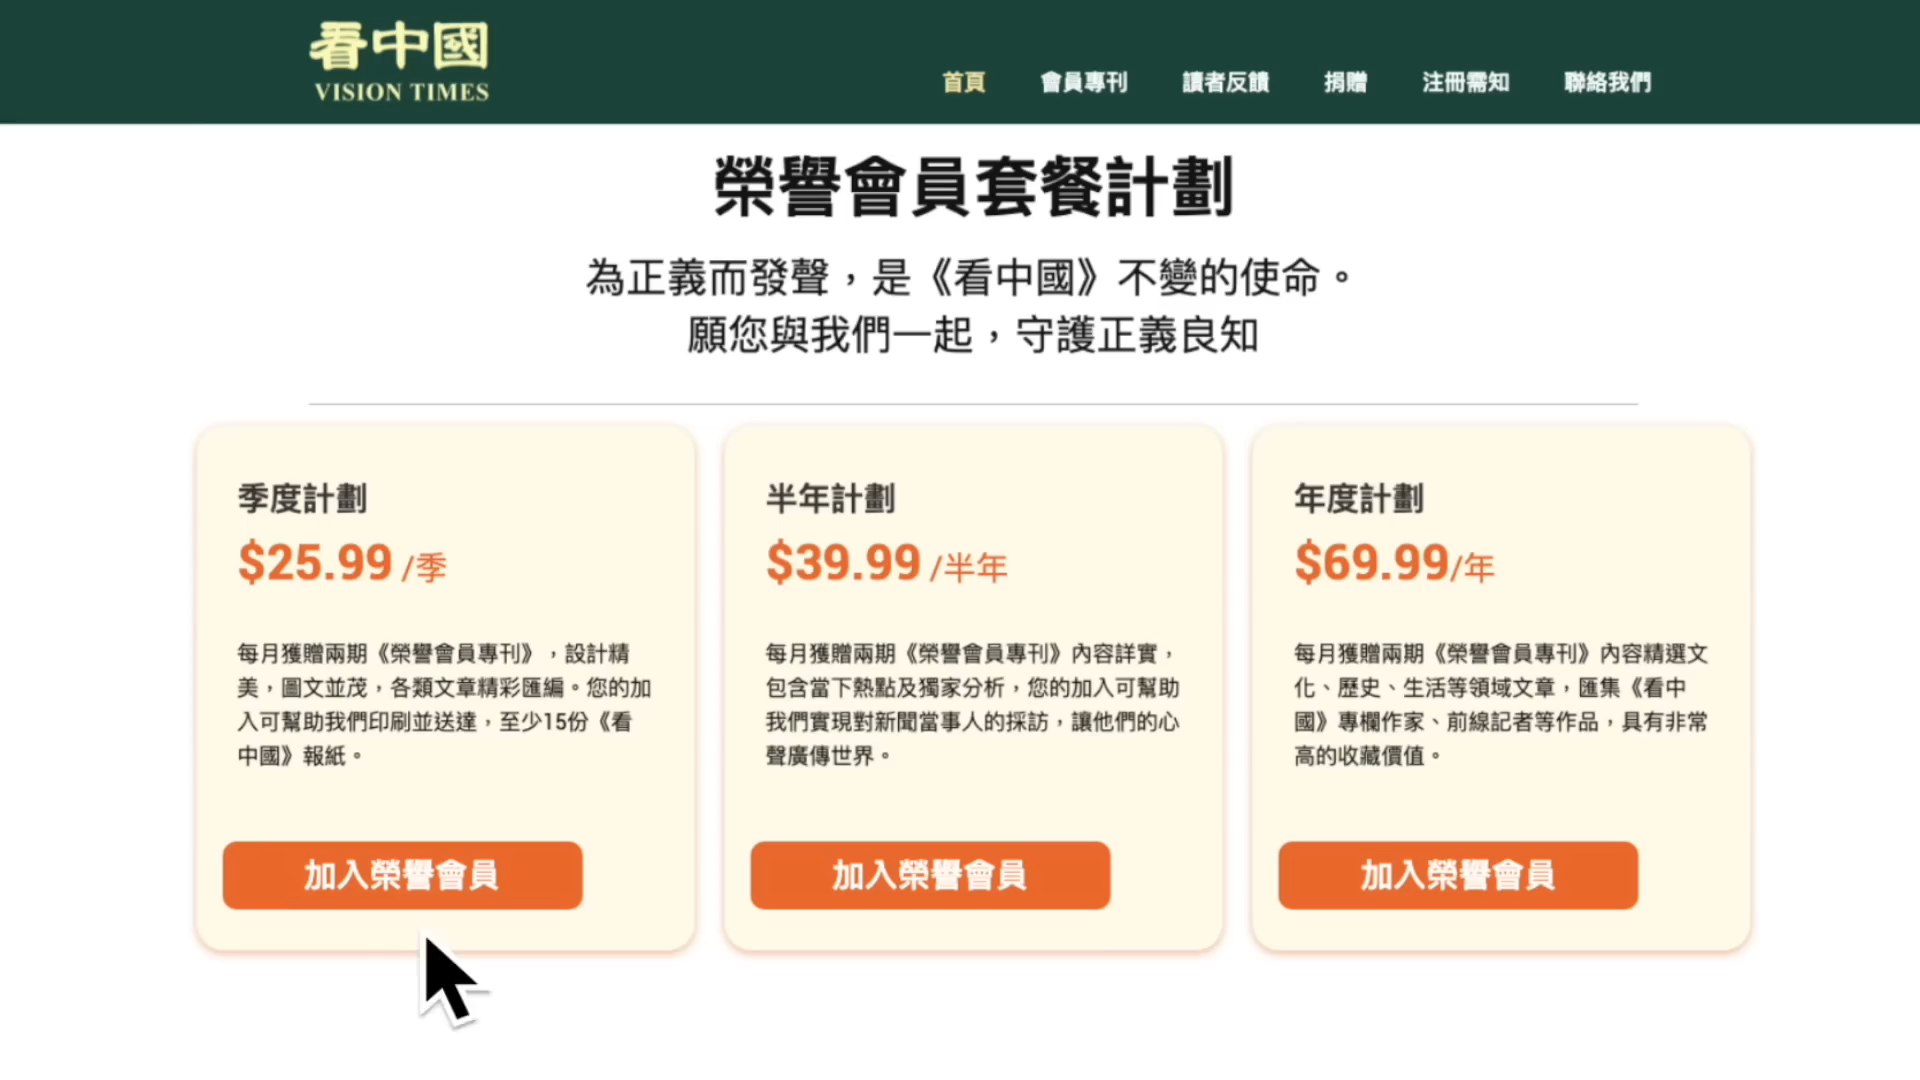 看中國
VISION TIMES
首頁 會員專刊 讀者反饋 捐贈 注冊需知 聯絡我們
榮譽會員套餐計劃
為正義而發聲，是《看中國》不變的使命。
願您與我們一起，守護正義良知
季度計劃
$25.99 /季
每月獲贈兩期《榮譽會員專刊》，設計精
美，圖文並茂，各類文章精彩匯編。您的加
入可幫助我們印刷並送達，至少15份《看
中國》報紙。
加入榮譽會員
半年計劃
$39.99 /半年
每月獲贈兩期《榮譽會員專刊》內容詳實，
包含當下熱點及獨家分析，您的加入可幫助
我們實現對新聞當事人的採訪，讓他們的心
聲廣傳世界。
加入榮譽會員
年度計劃
$69.99/年
每月獲贈兩期《榮譽會員專刊》內容精選文
化、歷史、生活等領域文章，匯集《看中
國》專欄作家、前線記者等作品，具有非常
高的收藏價值。
加入榮譽會員